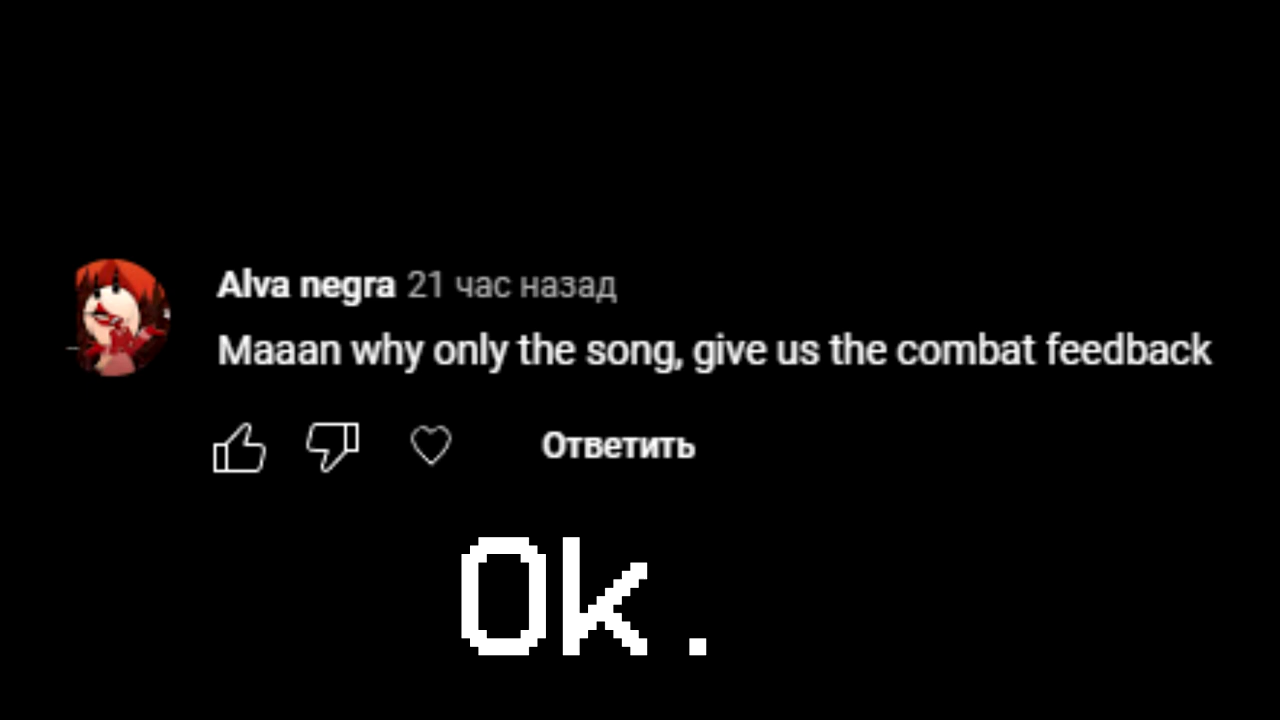 Alva negra 21 час назад
Maaan why only the song, give us the combat feedback
Ответить
Ok.